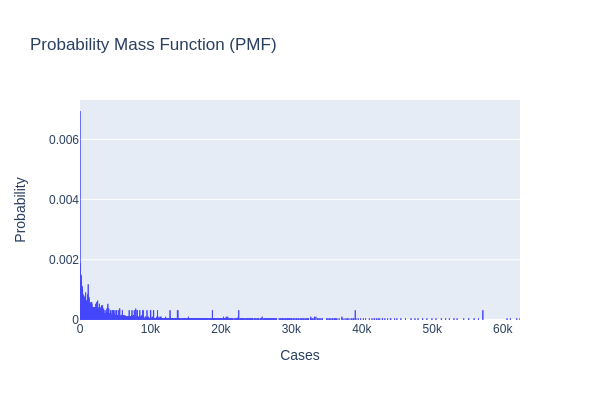 Probability Mass Function (PMF)
0.006
0.004
0.002
0
Probability
0 10k 20k 30k 40k 50k 60k
Cases